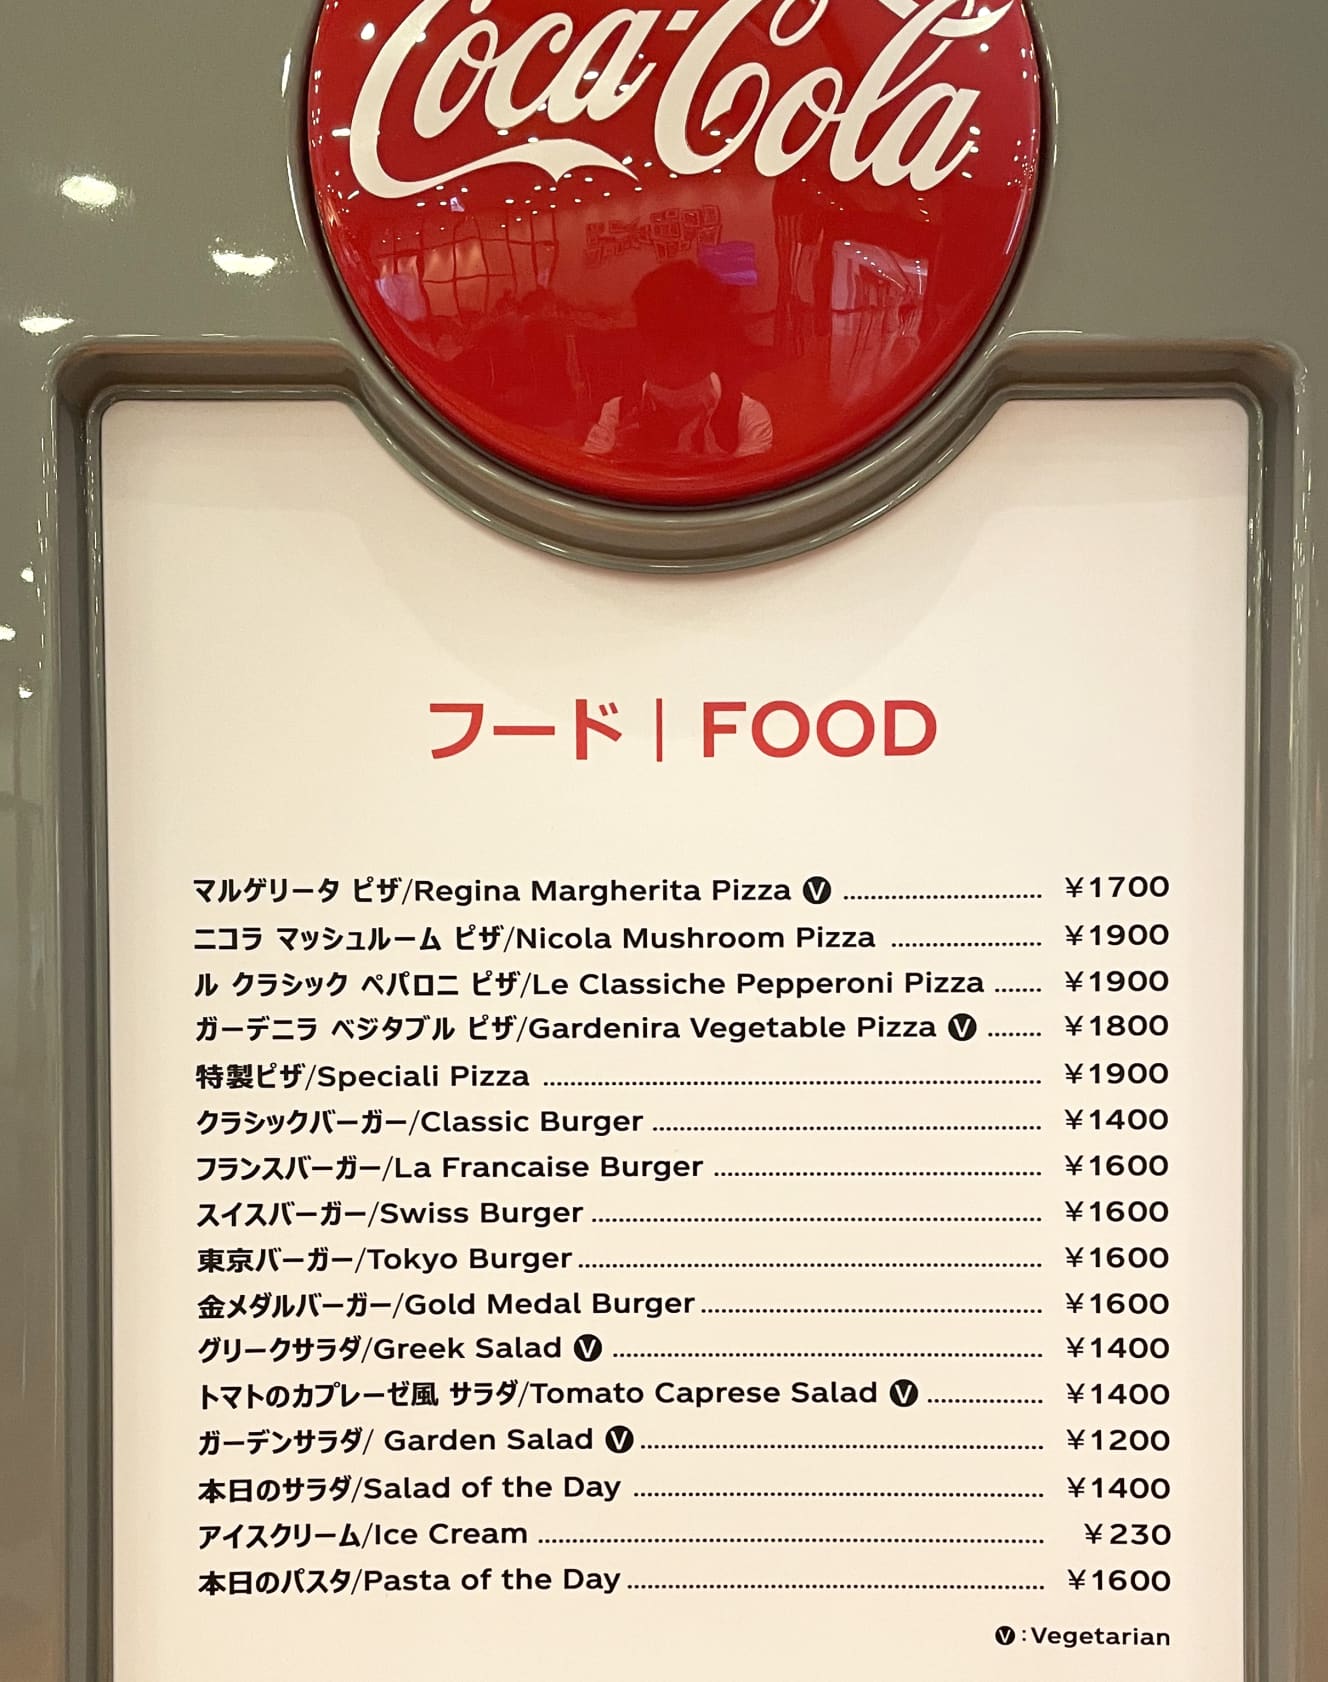 Coca-Cola
フード | FOOD
マルゲリータ ピザ/Regina Margherita Pizza Ⓥ ¥1700
ニコラ マッシュルーム ピザ/Nicola Mushroom Pizza ¥1900
ル クラシック ペパロニ ピザ/Le Classiche Pepperoni Pizza ¥1900
ガーデニラ ベジタブル ピザ/Gardenira Vegetable Pizza Ⓥ ¥1800
特製ピザ/Speciali Pizza ¥1900
クラシックバーガー/Classic Burger ¥1400
フランスバーガー/La Francaise Burger ¥1600
スイスバーガー/Swiss Burger ¥1600
東京バーガー/Tokyo Burger ¥1600
金メダルバーガー/Gold Medal Burger ¥1600
グリークサラダ/Greek Salad Ⓥ ¥1400
トマトのカプレーゼ風 サラダ/Tomato Caprese Salad Ⓥ ¥1400
ガーデンサラダ/ Garden Salad Ⓥ ¥1200
本日のサラダ/Salad of the Day ¥1400
アイスクリーム/Ice Cream ¥230
本日のパスタ/Pasta of the Day ¥1600
Ⓥ:Vegetarian